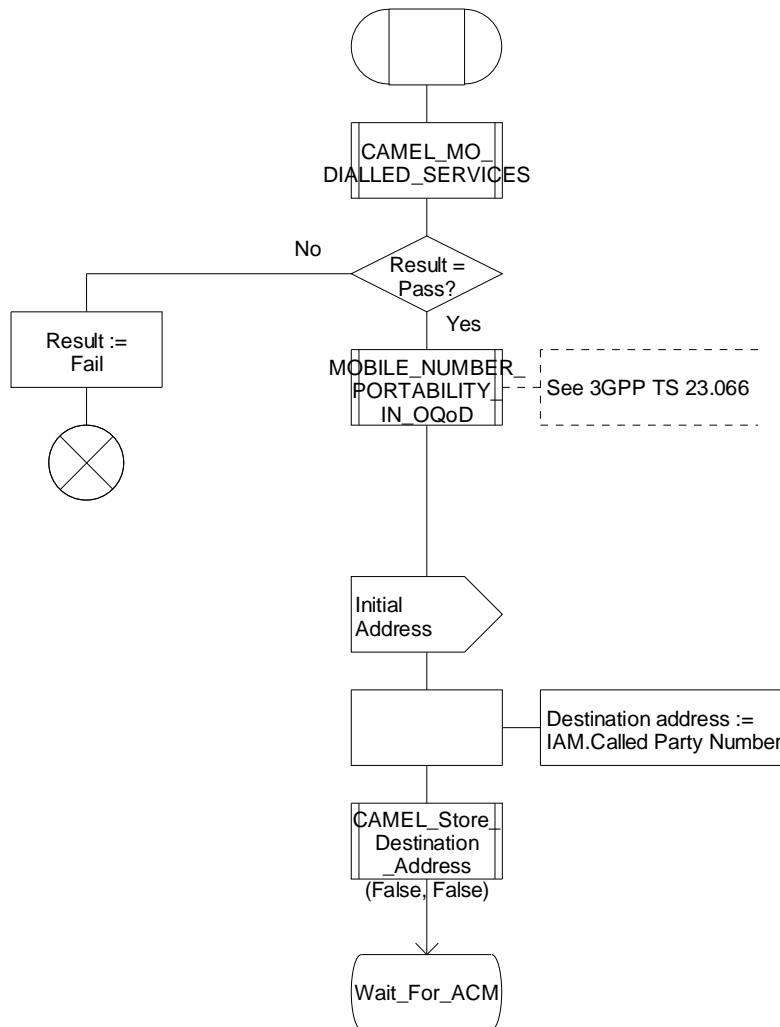 CAMEL_MO_
DIALLED_SERVICES
No
Result =
Pass?
Yes
Result :=
Fail
MOBILE_NUMBER_
PORTABILITY_
IN_OQoD
See 3GPP TS 23.066
Initial
Address
Destination address :=
IAM.Called Party Number
CAMEL_Store_
Destination
_Address
(False, False)
Wait_For_ACM